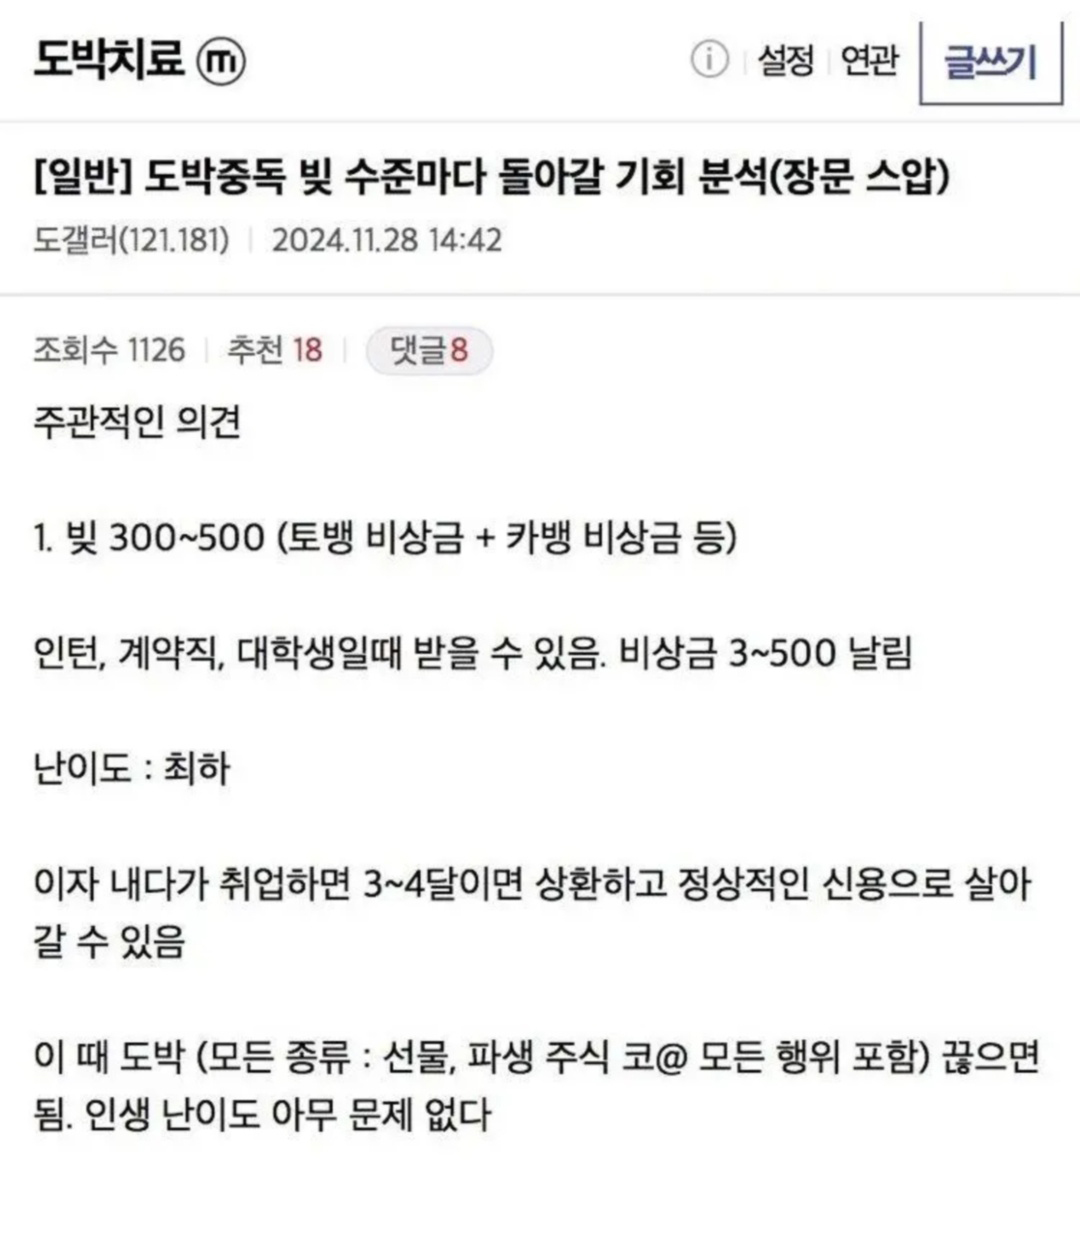 도박치료 ⓜ
ⓘ 설정 연관 글쓰기
[일반] 도박중독 빚 수준마다 돌아갈 기회 분석(장문 스압)
도갤러(121.181) 2024.11.28 14:42
조회수 1126 추천 18 댓글8
주관적인 의견
1. 빚 300~500 (토뱅 비상금 + 카뱅 비상금 등)
인턴, 계약직, 대학생일때 받을 수 있음. 비상금 3~500 날림
난이도 : 최하
이자 내다가 취업하면 3~4달이면 상환하고 정상적인 신용으로 살아
갈 수 있음
이 때 도박 (모든 종류 : 선물, 파생 주식 코@ 모든 행위 포함) 끊으면
됨. 인생 난이도 아무 문제 없다